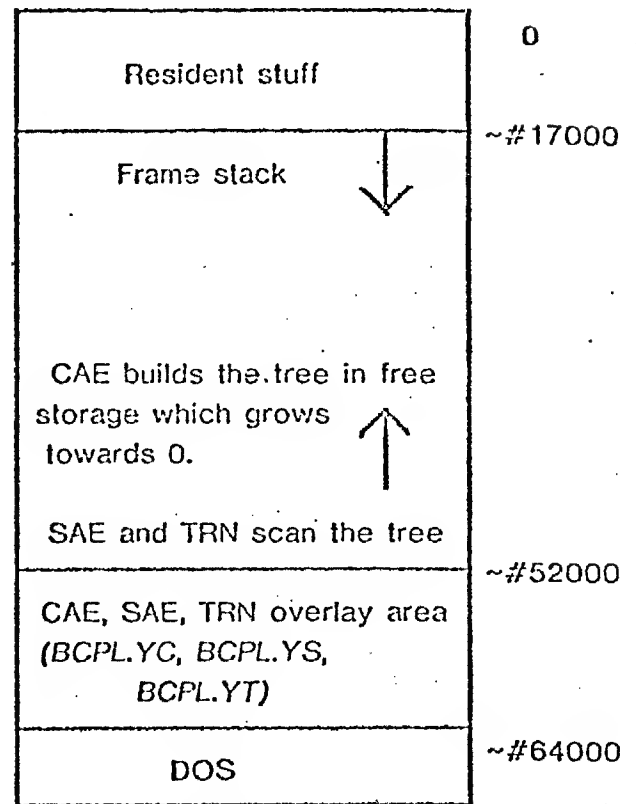 0
Resident stuff
~#17000
Frame stack
CAE builds the tree in free
storage which grows
towards 0.
SAE and TRN scan the tree
~#52000
CAE, SAE, TRN overlay area
(BCPL.YC, BCPL.YS,
BCPL.YT)
~#64000
DOS